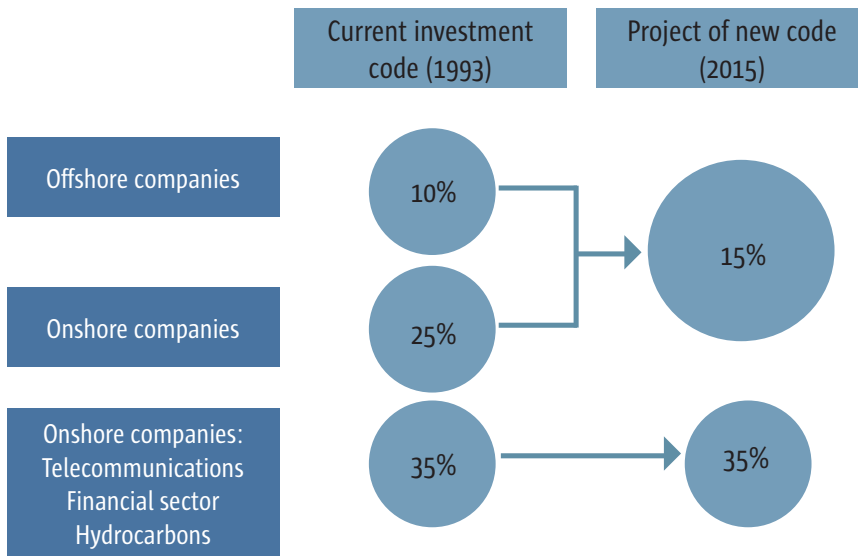 Current investment
code (1993)
Project of new code
(2015)
Offshore companies
10%
15%
Onshore companies
25%
Onshore companies:
Telecommunications
Financial sector
Hydrocarbons
35%
35%